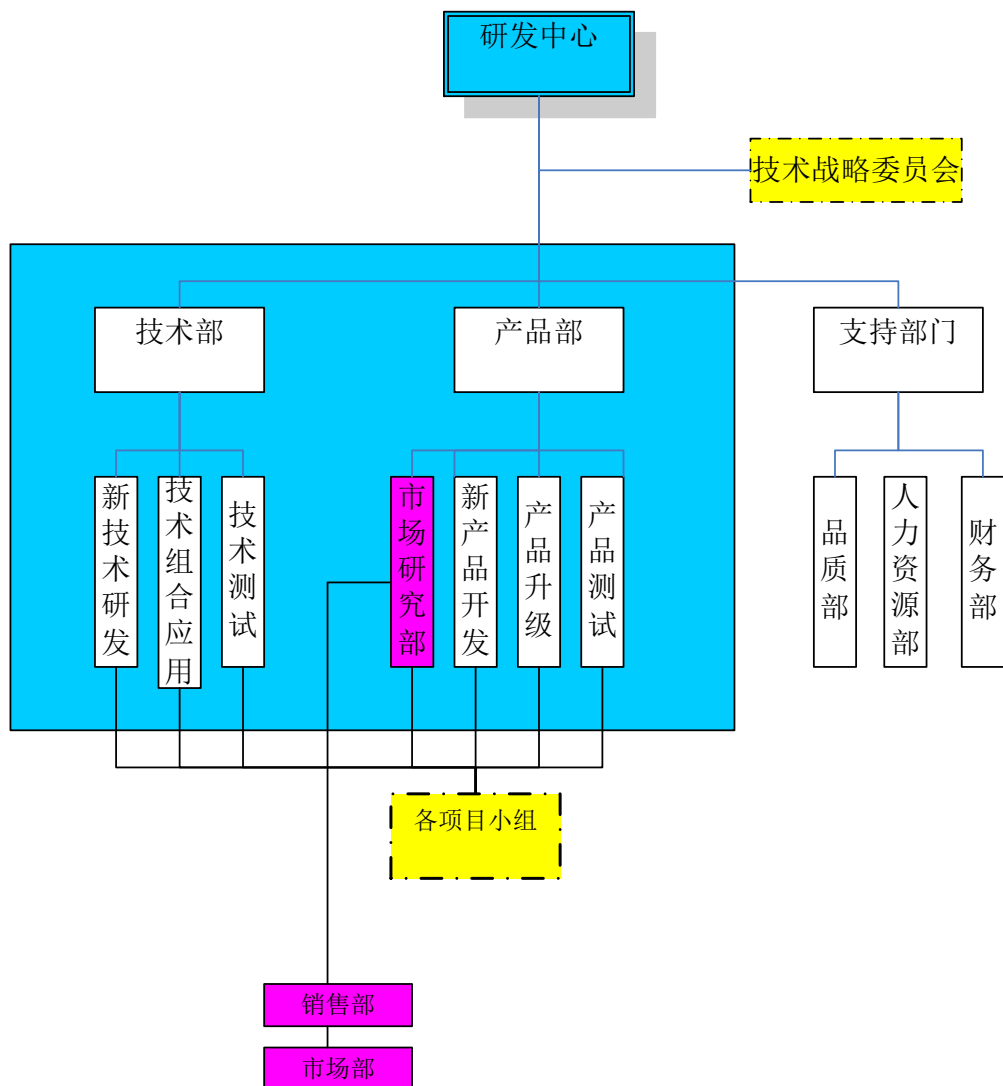 研发中心
技术战略委员会
技术部
产品部
支持部门
新技术研发
技术组合应用
技术测试
市场研究部
新产品开发
产品升级
产品测试
品质部
人力资源部
财务部
各项目小组
销售部
市场部